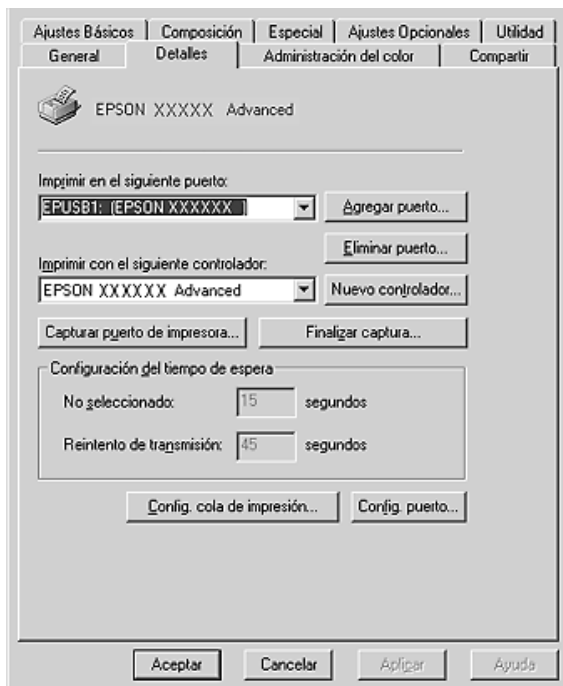 Ajustes Básicos Composición Especial Ajustes Opcionales Utilidad
General Detalles Administración del color Compartir
EPSON XXXXX Advanced
Imprimir en el siguiente puerto:
EPUSB1: (EPSON XXXXXX ) Agregar puerto...
Eliminar puerto...
Imprimir con el siguiente controlador:
EPSON XXXXXX Advanced Nuevo controlador...
Capturar puerto de impresora... Finalizar captura...
Configuración del tiempo de espera
No seleccionado: 15 segundos
Reintento de transmisión: 45 segundos
Config. cola de impresión... Config. puerto...
Aceptar Cancelar Aplicar Ayuda